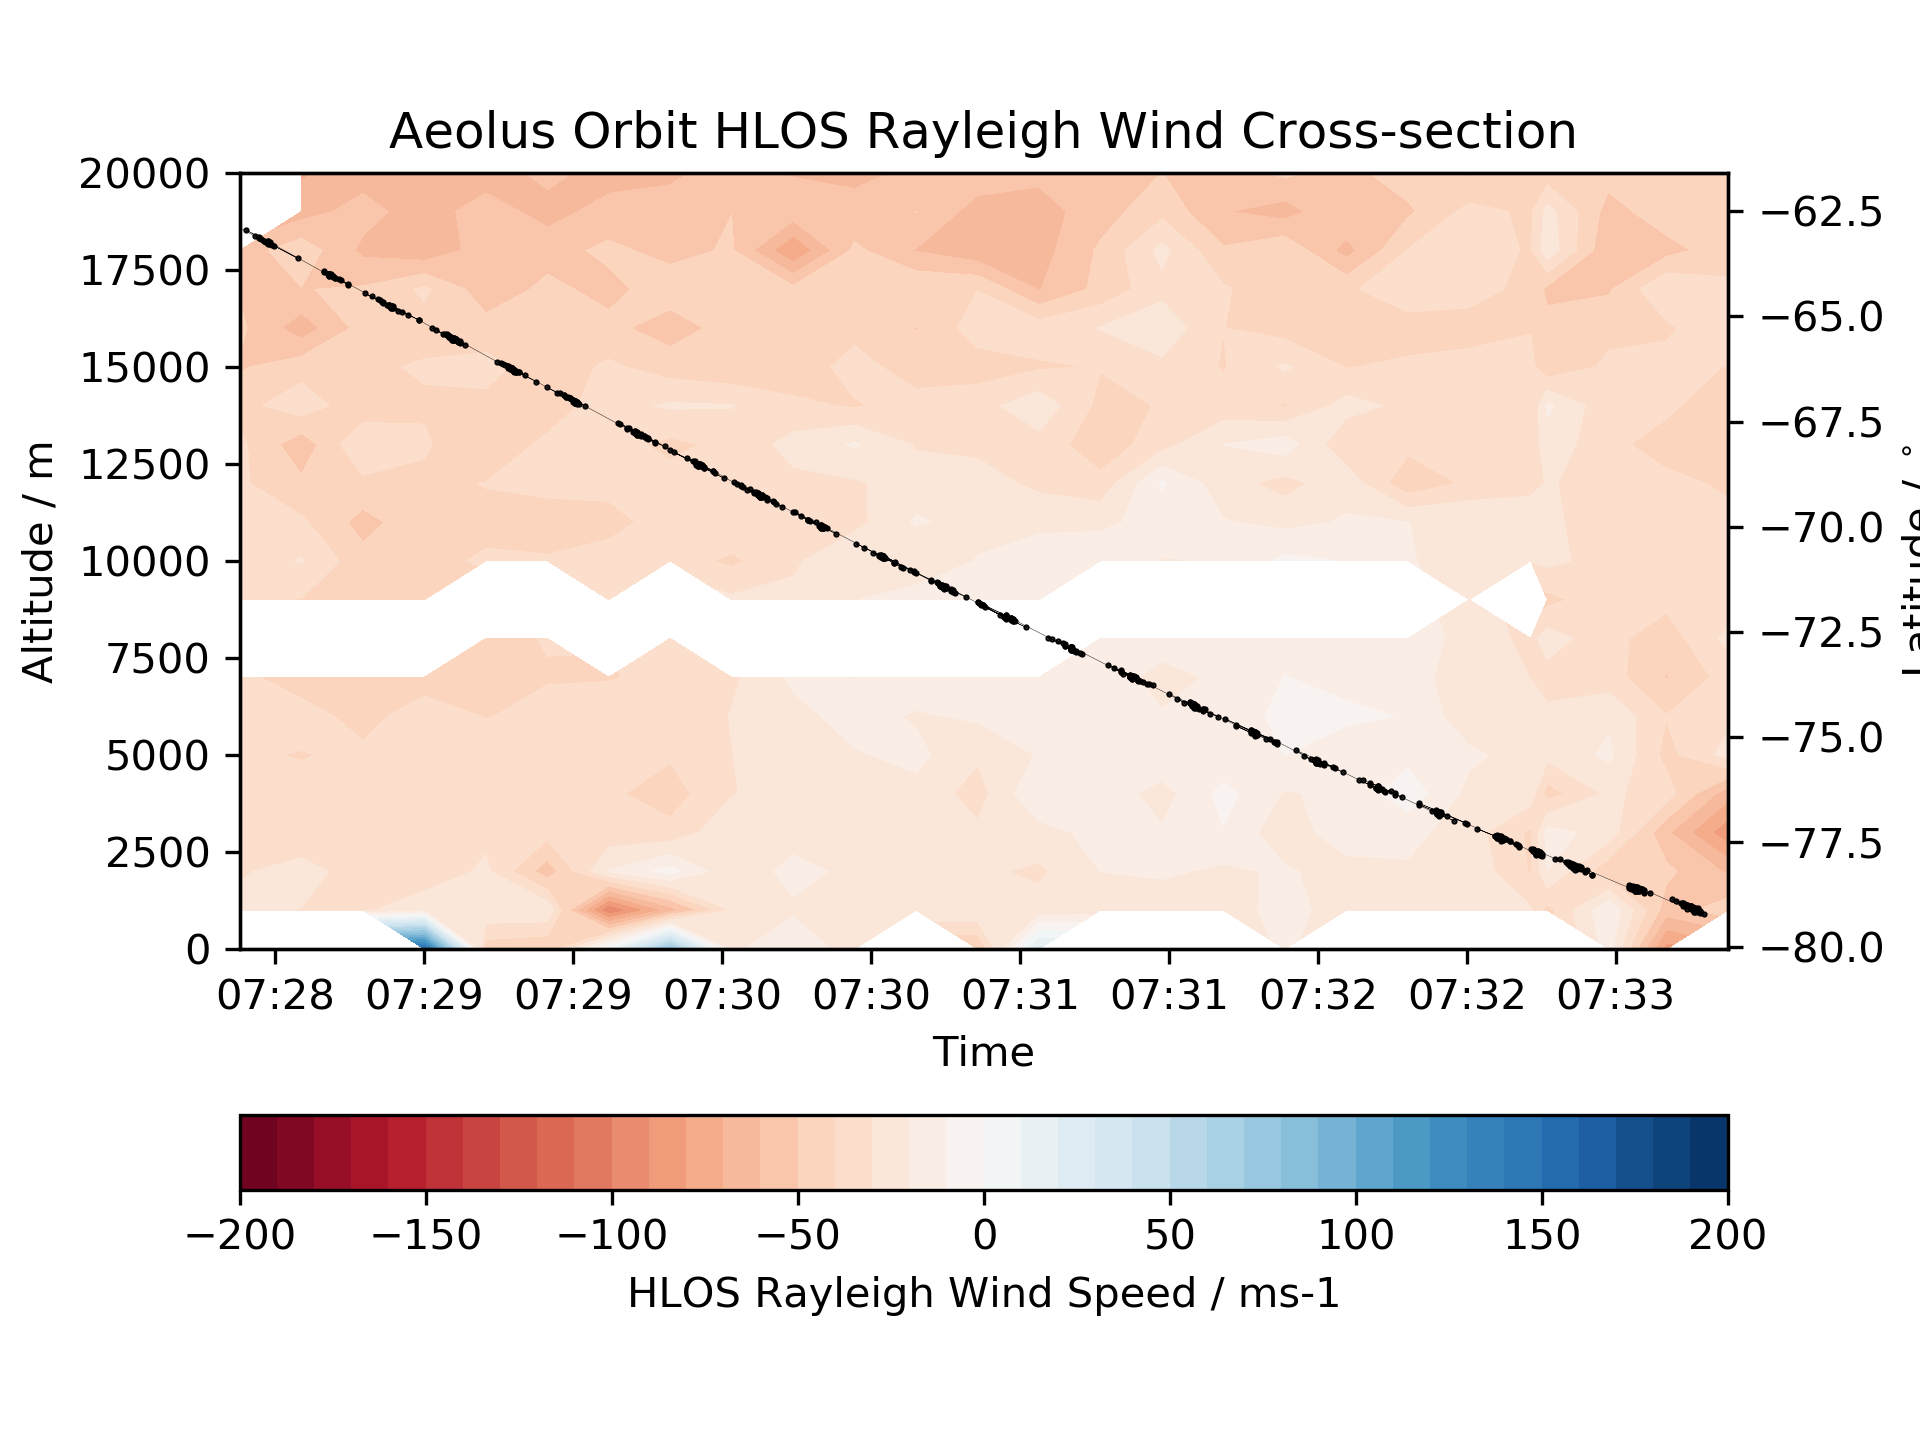 Aeolus Orbit HLOS Rayleigh Wind Cross-section
20000
17500
15000
12500
10000
7500
5000
2500
0
Altitude / m
−62.5
−65.0
−67.5
−70.0
−72.5
−75.0
−77.5
−80.0
Latitude / °
07:28 07:29 07:29 07:30 07:30 07:31 07:31 07:32 07:32 07:33
Time
−200 −150 −100 −50 0 50 100 150 200
HLOS Rayleigh Wind Speed / ms-1